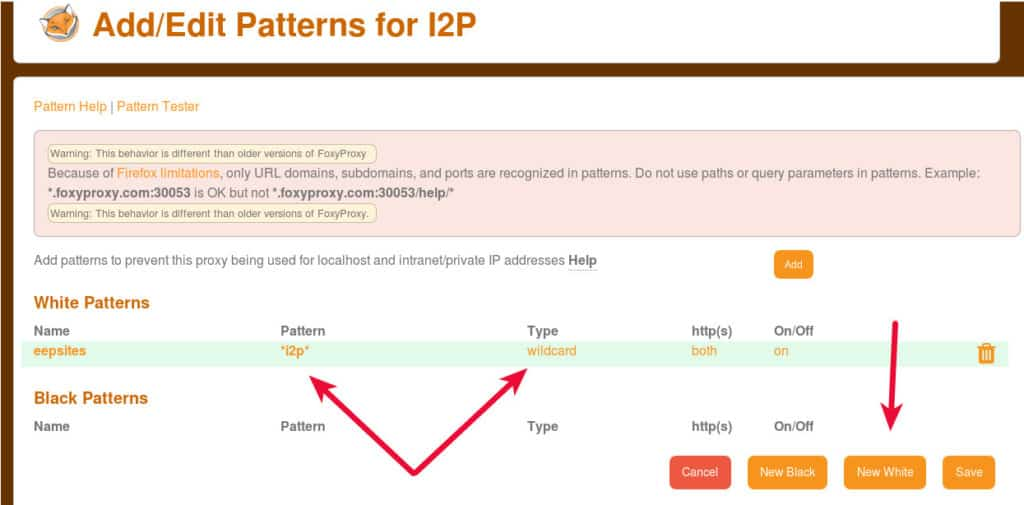 Add/Edit Patterns for I2P
Pattern Help | Pattern Tester
Warning: This behavior is different than older versions of FoxyProxy
Because of Firefox limitations, only URL domains, subdomains, and ports are recognized in patterns. Do not use paths or query parameters in patterns. Example:
*.foxyproxy.com:30053 is OK but not *.foxyproxy.com:30053/help/*
Warning: This behavior is different than older versions of FoxyProxy.
Add patterns to prevent this proxy being used for localhost and intranet/private IP addresses Help Add
White Patterns
Name Pattern Type http(s) On/Off
eepsites *i2p* wildcard both on
Black Patterns
Name Pattern Type http(s) On/Off
Cancel New Black New White Save